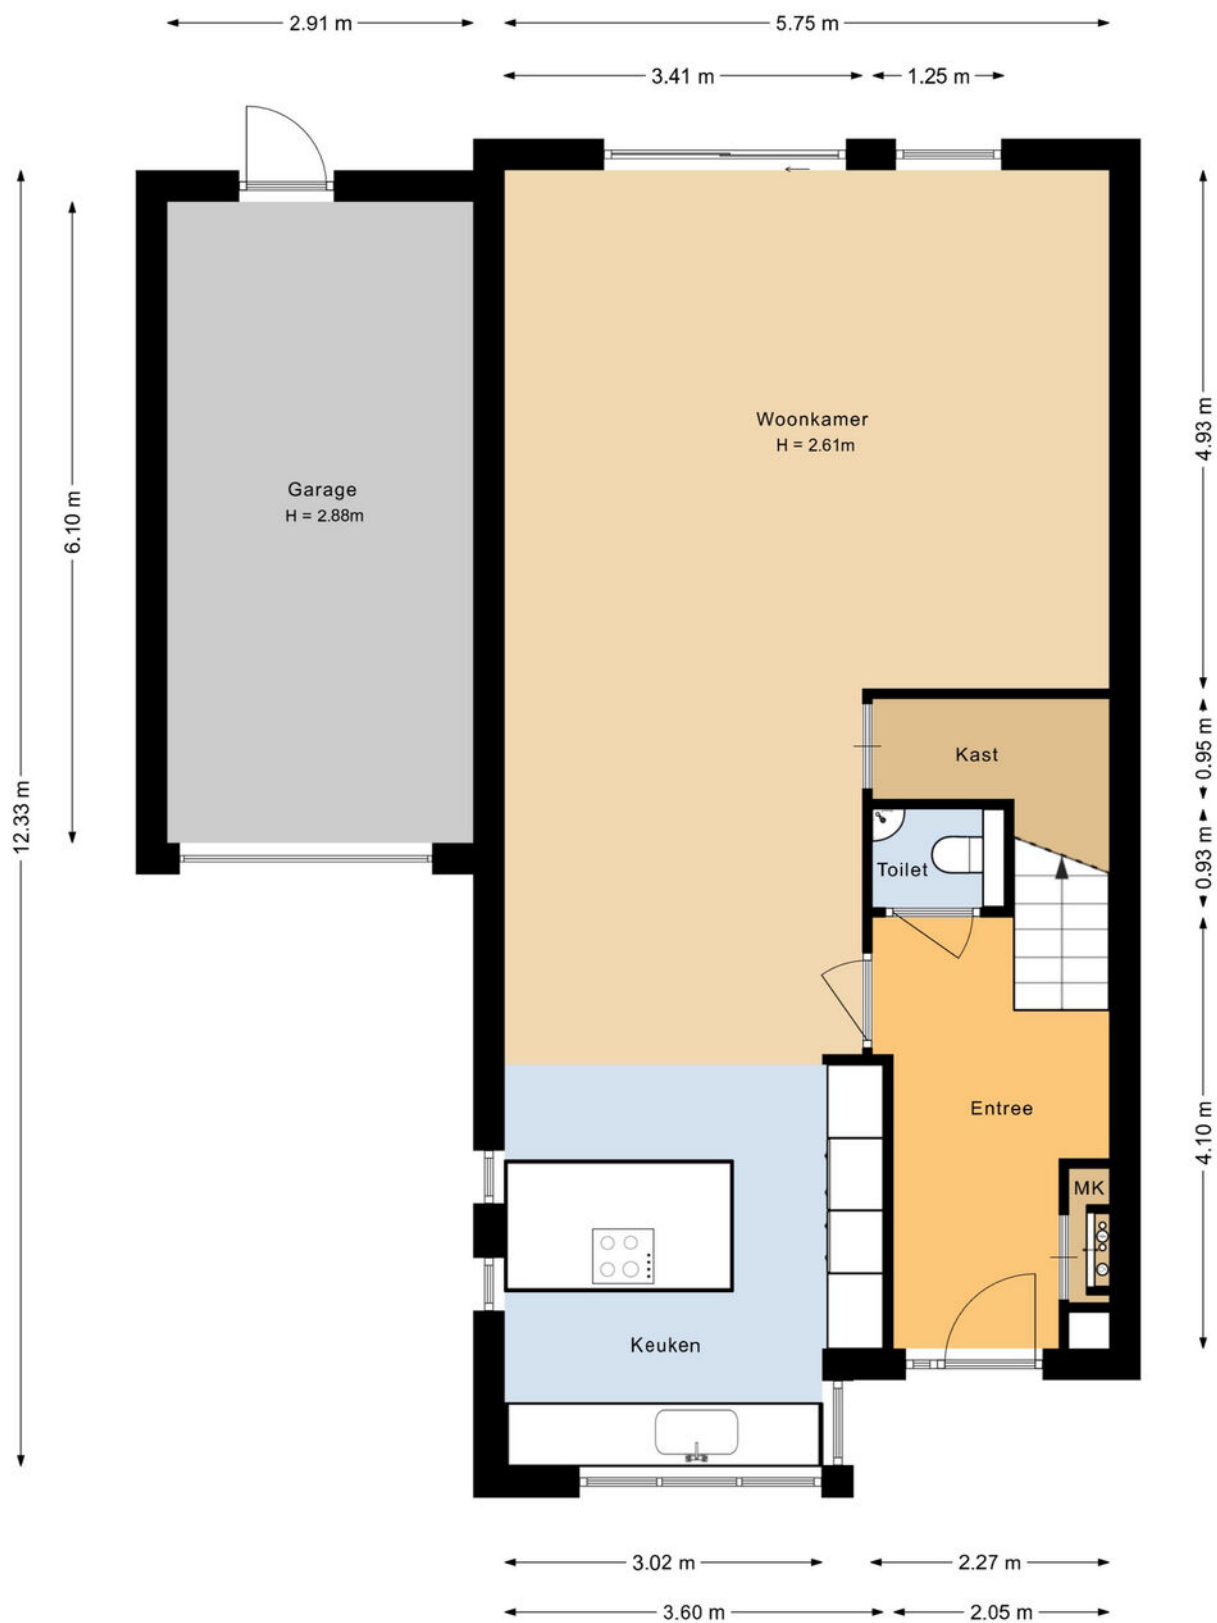 2.91 m
5.75 m
3.41 m
1.25 m
4.93 m
Woonkamer
H = 2.61m
Garage
H = 2.88m
6.10 m
12.33 m
0.95 m
Kast
0.93 m
Toilet
4.10 m
Entree
MK
Keuken
3.02 m
2.27 m
3.60 m
2.05 m